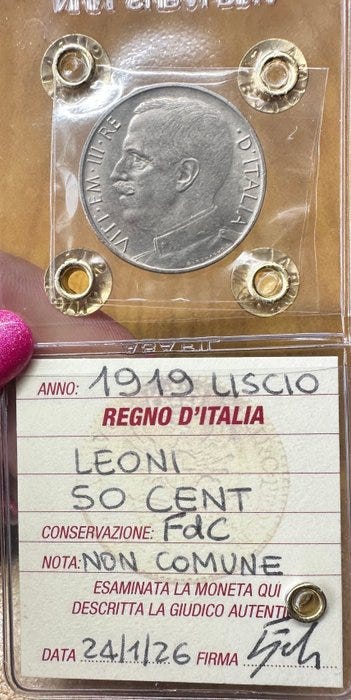 VITT · EM · III · RE · D'ITALIA
ANNO: 1919 LISCIO
REGNO D'ITALIA
LEONI
50 CENT
CONSERVAZIONE: FdC
NOTA: NON COMUNE
ESAMINATA LA MONETA QUI
DESCRITTA LA GIUDICO AUTENTI
DATA 24/1/26 FIRMA